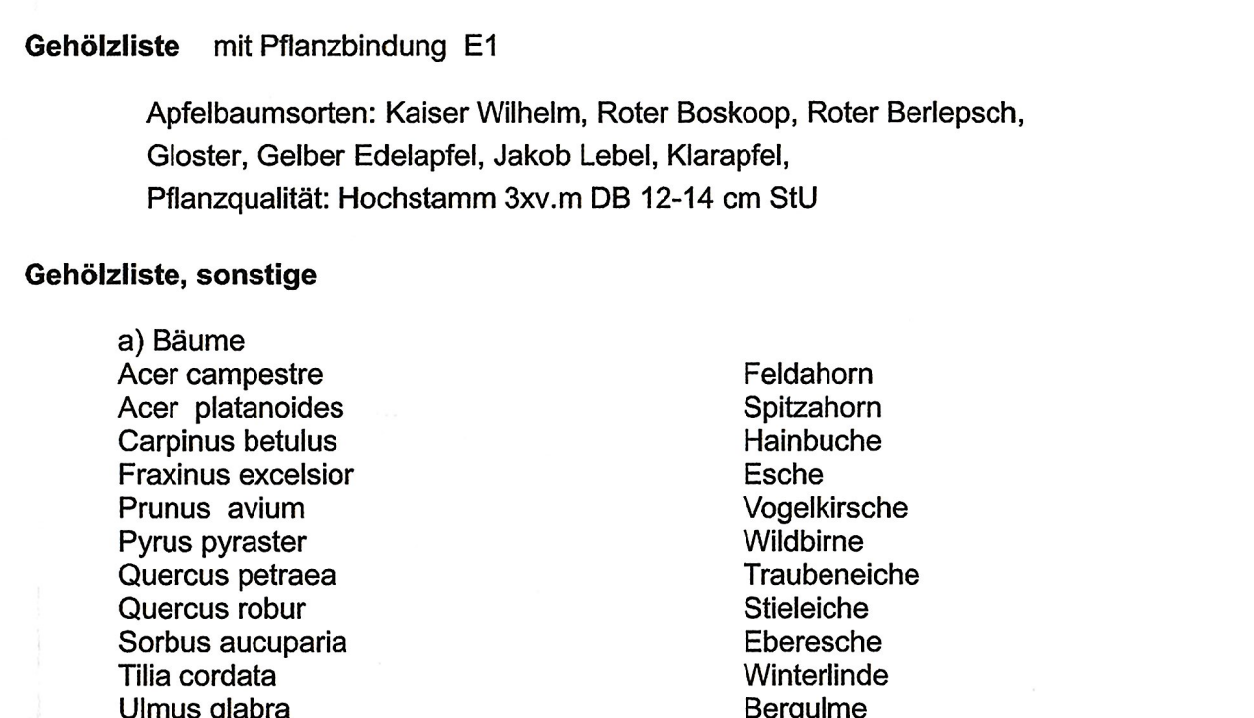 Gehölzliste mit Pflanzbindung E1
Apfelbaumsorten: Kaiser Wilhelm, Roter Boskoop, Roter Berlepsch,
Gloster, Gelber Edelapfel, Jakob Lebel, Klarapfel,
Pflanzqualität: Hochstamm 3xv.m DB 12-14 cm StU
Gehölzliste, sonstige
a) Bäume
Acer campestre Feldahorn
Acer platanoides Spitzahorn
Carpinus betulus Hainbuche
Fraxinus excelsior Esche
Prunus avium Vogelkirsche
Pyrus pyraster Wildbirne
Quercus petraea Traubeneiche
Quercus robur Stieleiche
Sorbus aucuparia Eberesche
Tilia cordata Winterlinde
Ulmus glabra Bergulme